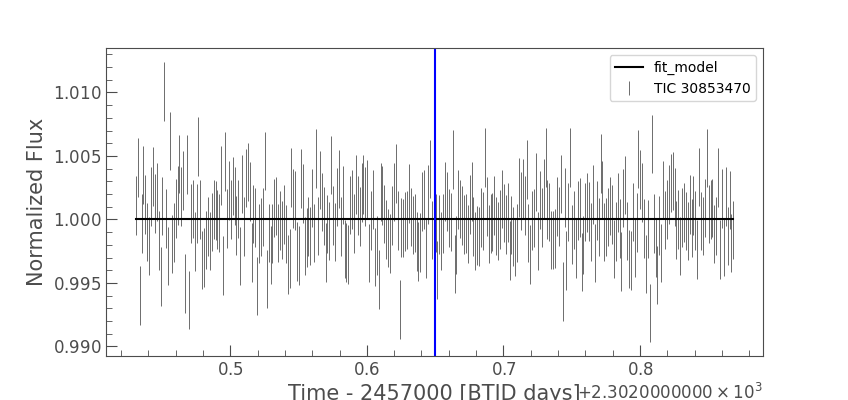 fit_model
TIC 30853470
1.010
1.005
1.000
0.995
0.990
Normalized Flux
0.5 0.6 0.7 0.8
Time - 2457000 [BTJD days]
+2.3020000000 × 10³